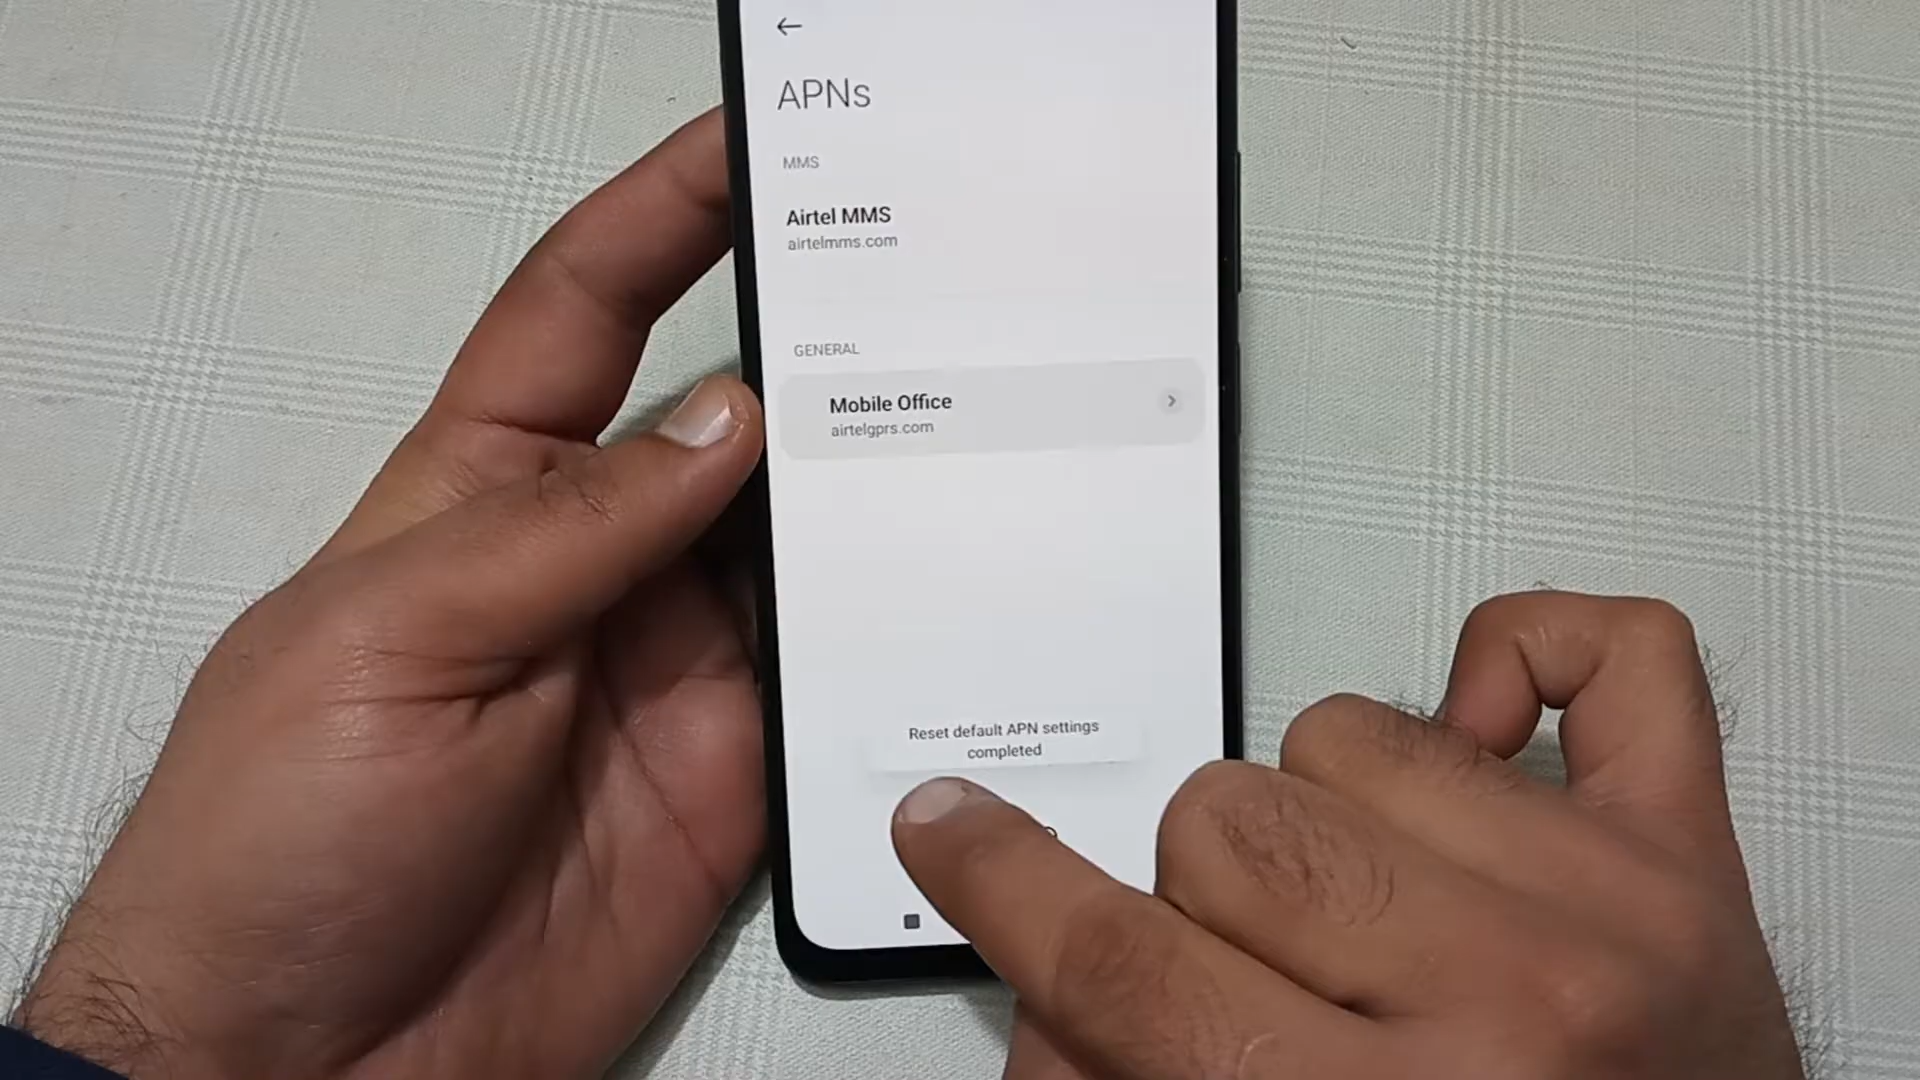 APNs
MMS
Airtel MMS
airtelmms.com
GENERAL
Mobile Office
airtelgprs.com
Reset default APN settings
completed